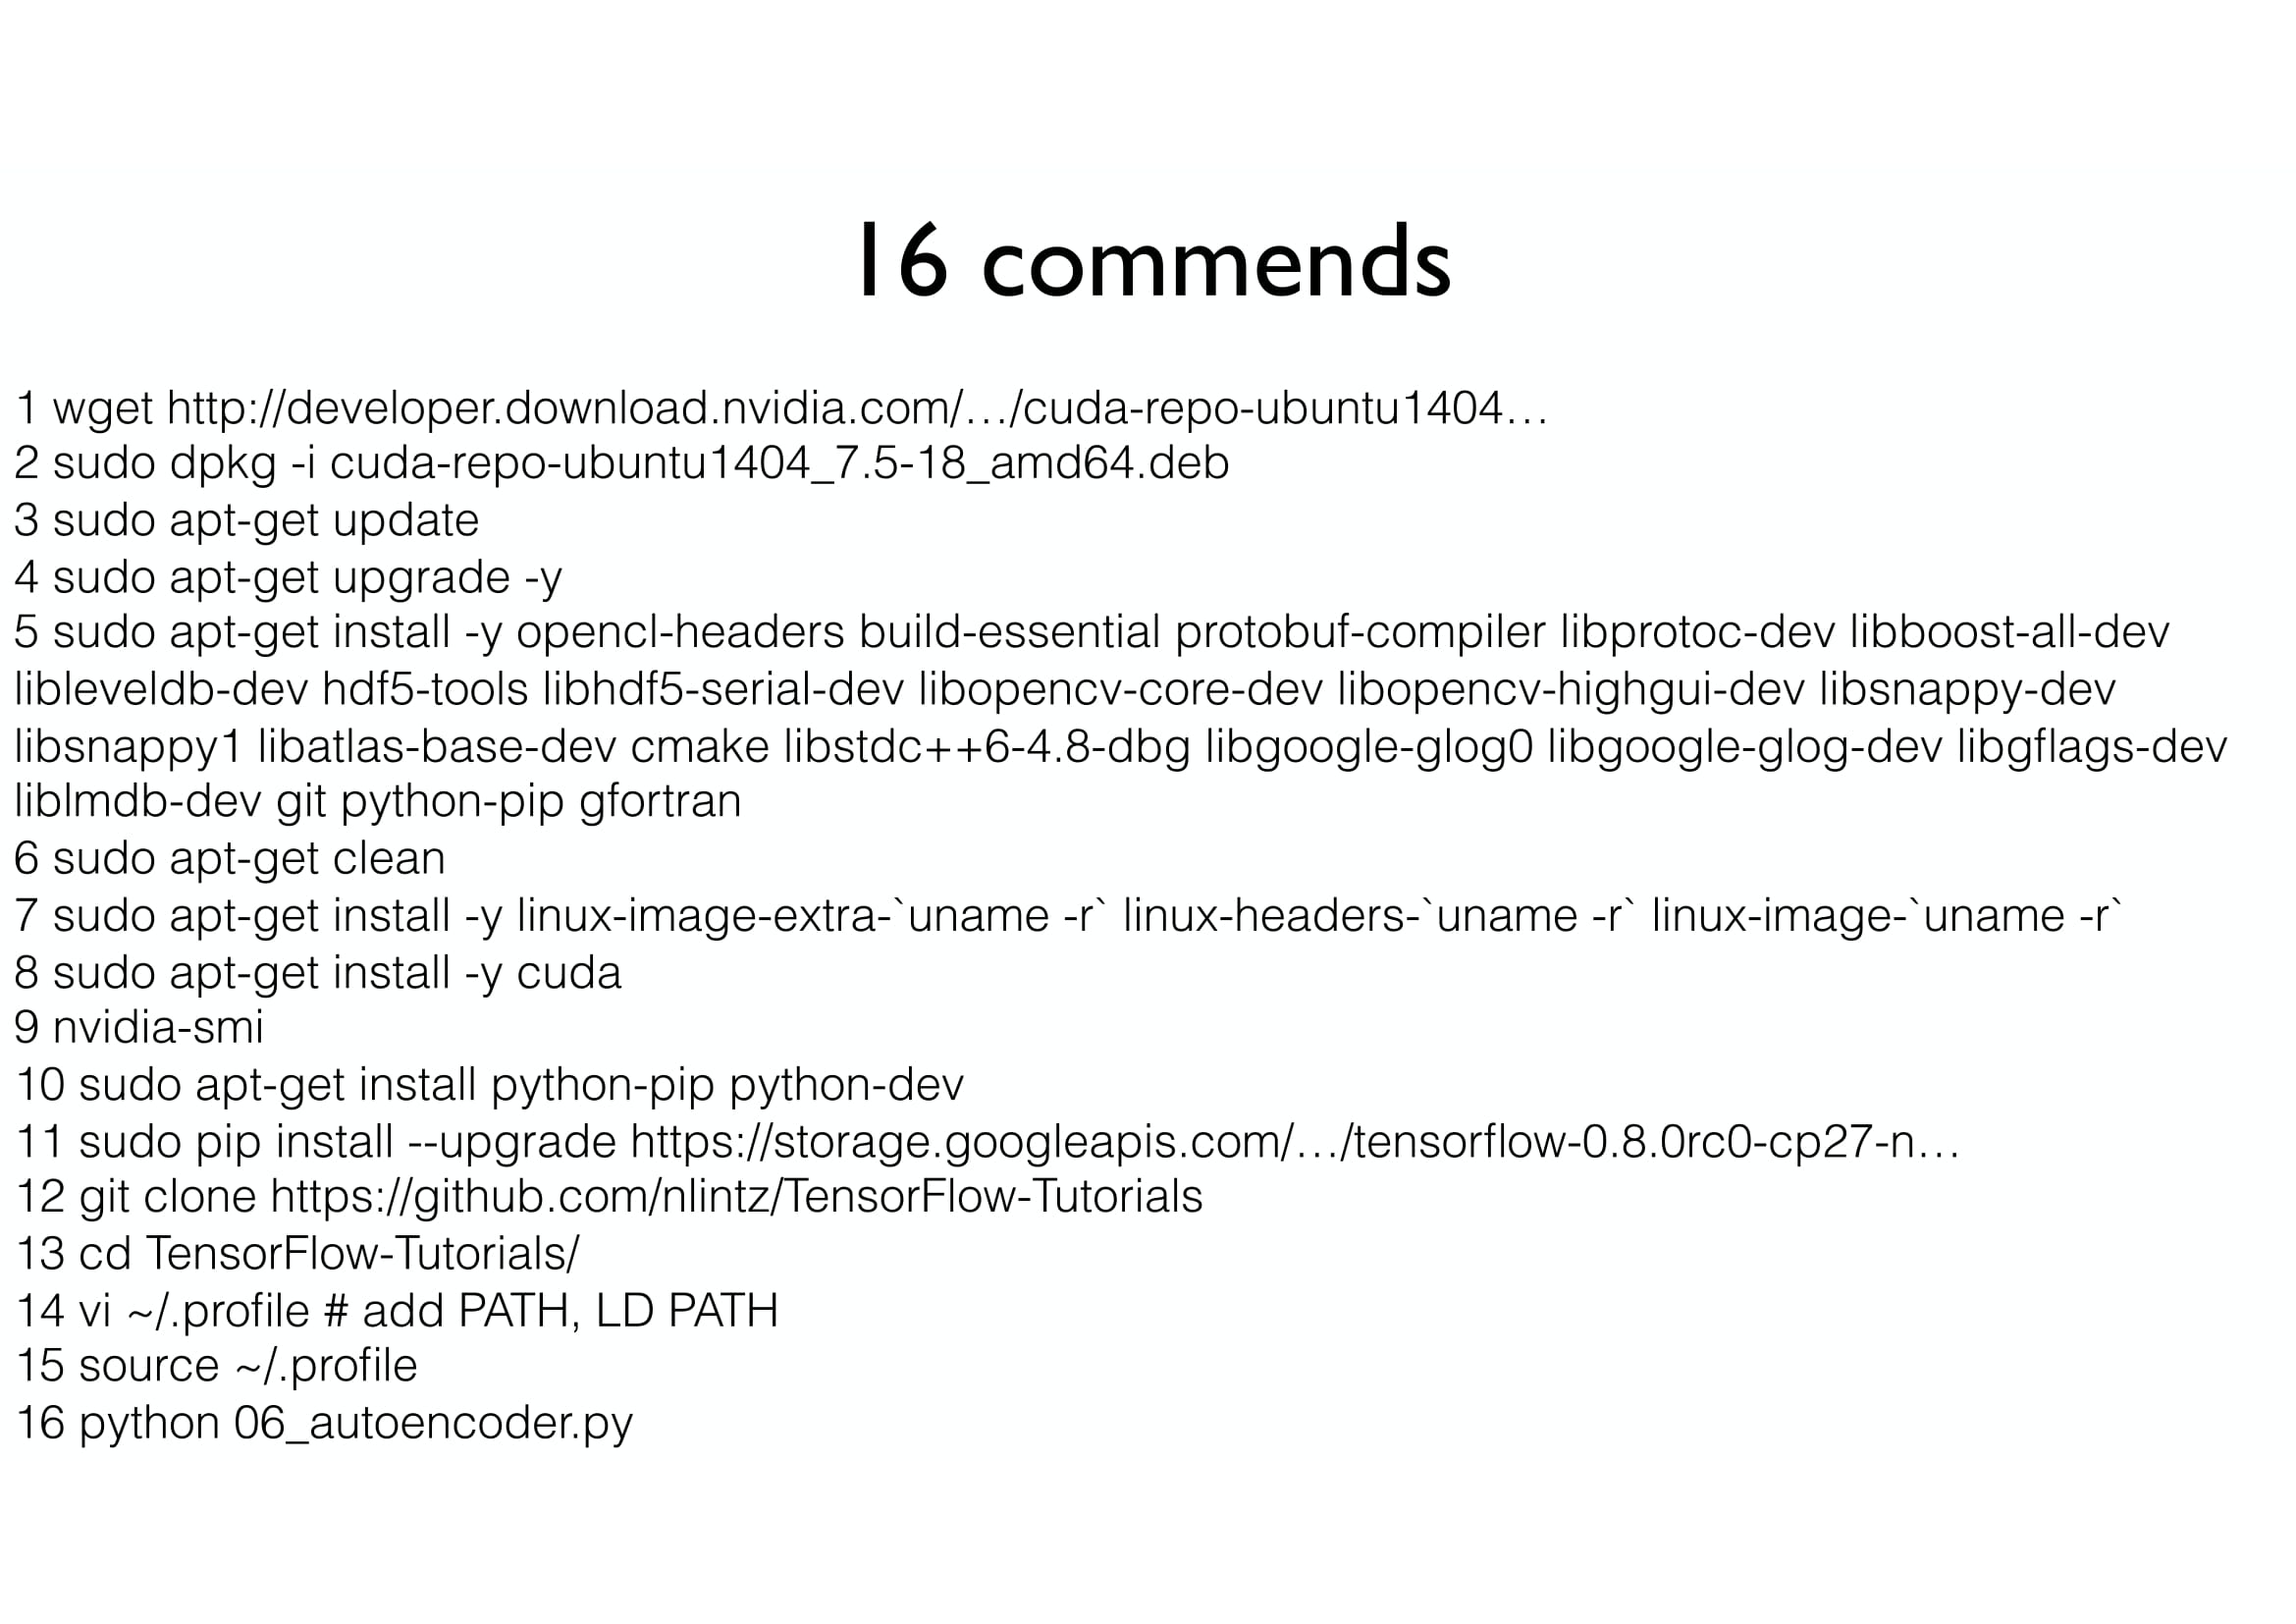 16 commends
1 wget http://developer.download.nvidia.com/…/cuda-repo-ubuntu1404…
2 sudo dpkg -i cuda-repo-ubuntu1404_7.5-18_amd64.deb
3 sudo apt-get update
4 sudo apt-get upgrade -y
5 sudo apt-get install -y opencl-headers build-essential protobuf-compiler libprotoc-dev libboost-all-dev
libleveldb-dev hdf5-tools libhdf5-serial-dev libopencv-core-dev libopencv-highgui-dev libsnappy-dev
libsnappy1 libatlas-base-dev cmake libstdc++6-4.8-dbg libgoogle-glog0 libgoogle-glog-dev libgflags-dev
liblmdb-dev git python-pip gfortran
6 sudo apt-get clean
7 sudo apt-get install -y linux-image-extra-`uname -r` linux-headers-`uname -r` linux-image-`uname -r`
8 sudo apt-get install -y cuda
9 nvidia-smi
10 sudo apt-get install python-pip python-dev
11 sudo pip install --upgrade https://storage.googleapis.com/…/tensorflow-0.8.0rc0-cp27-n…
12 git clone https://github.com/nlintz/TensorFlow-Tutorials
13 cd TensorFlow-Tutorials/
14 vi ~/.profile # add PATH, LD PATH
15 source ~/.profile
16 python 06_autoencoder.py